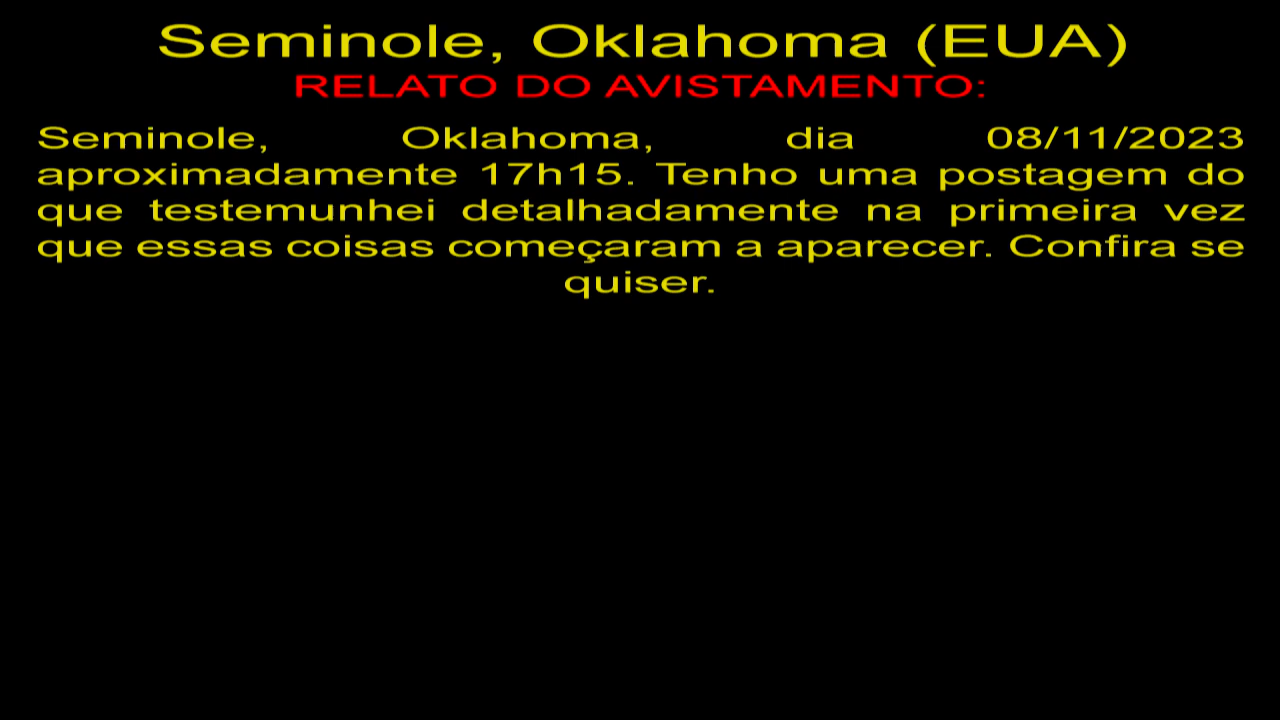 Seminole, Oklahoma (EUA)
RELATO DO AVISTAMENTO:
Seminole, Oklahoma, dia 08/11/2023
aproximadamente 17h15. Tenho uma postagem do
que testemunhei detalhadamente na primeira vez
que essas coisas começaram a aparecer. Confira se
quiser.